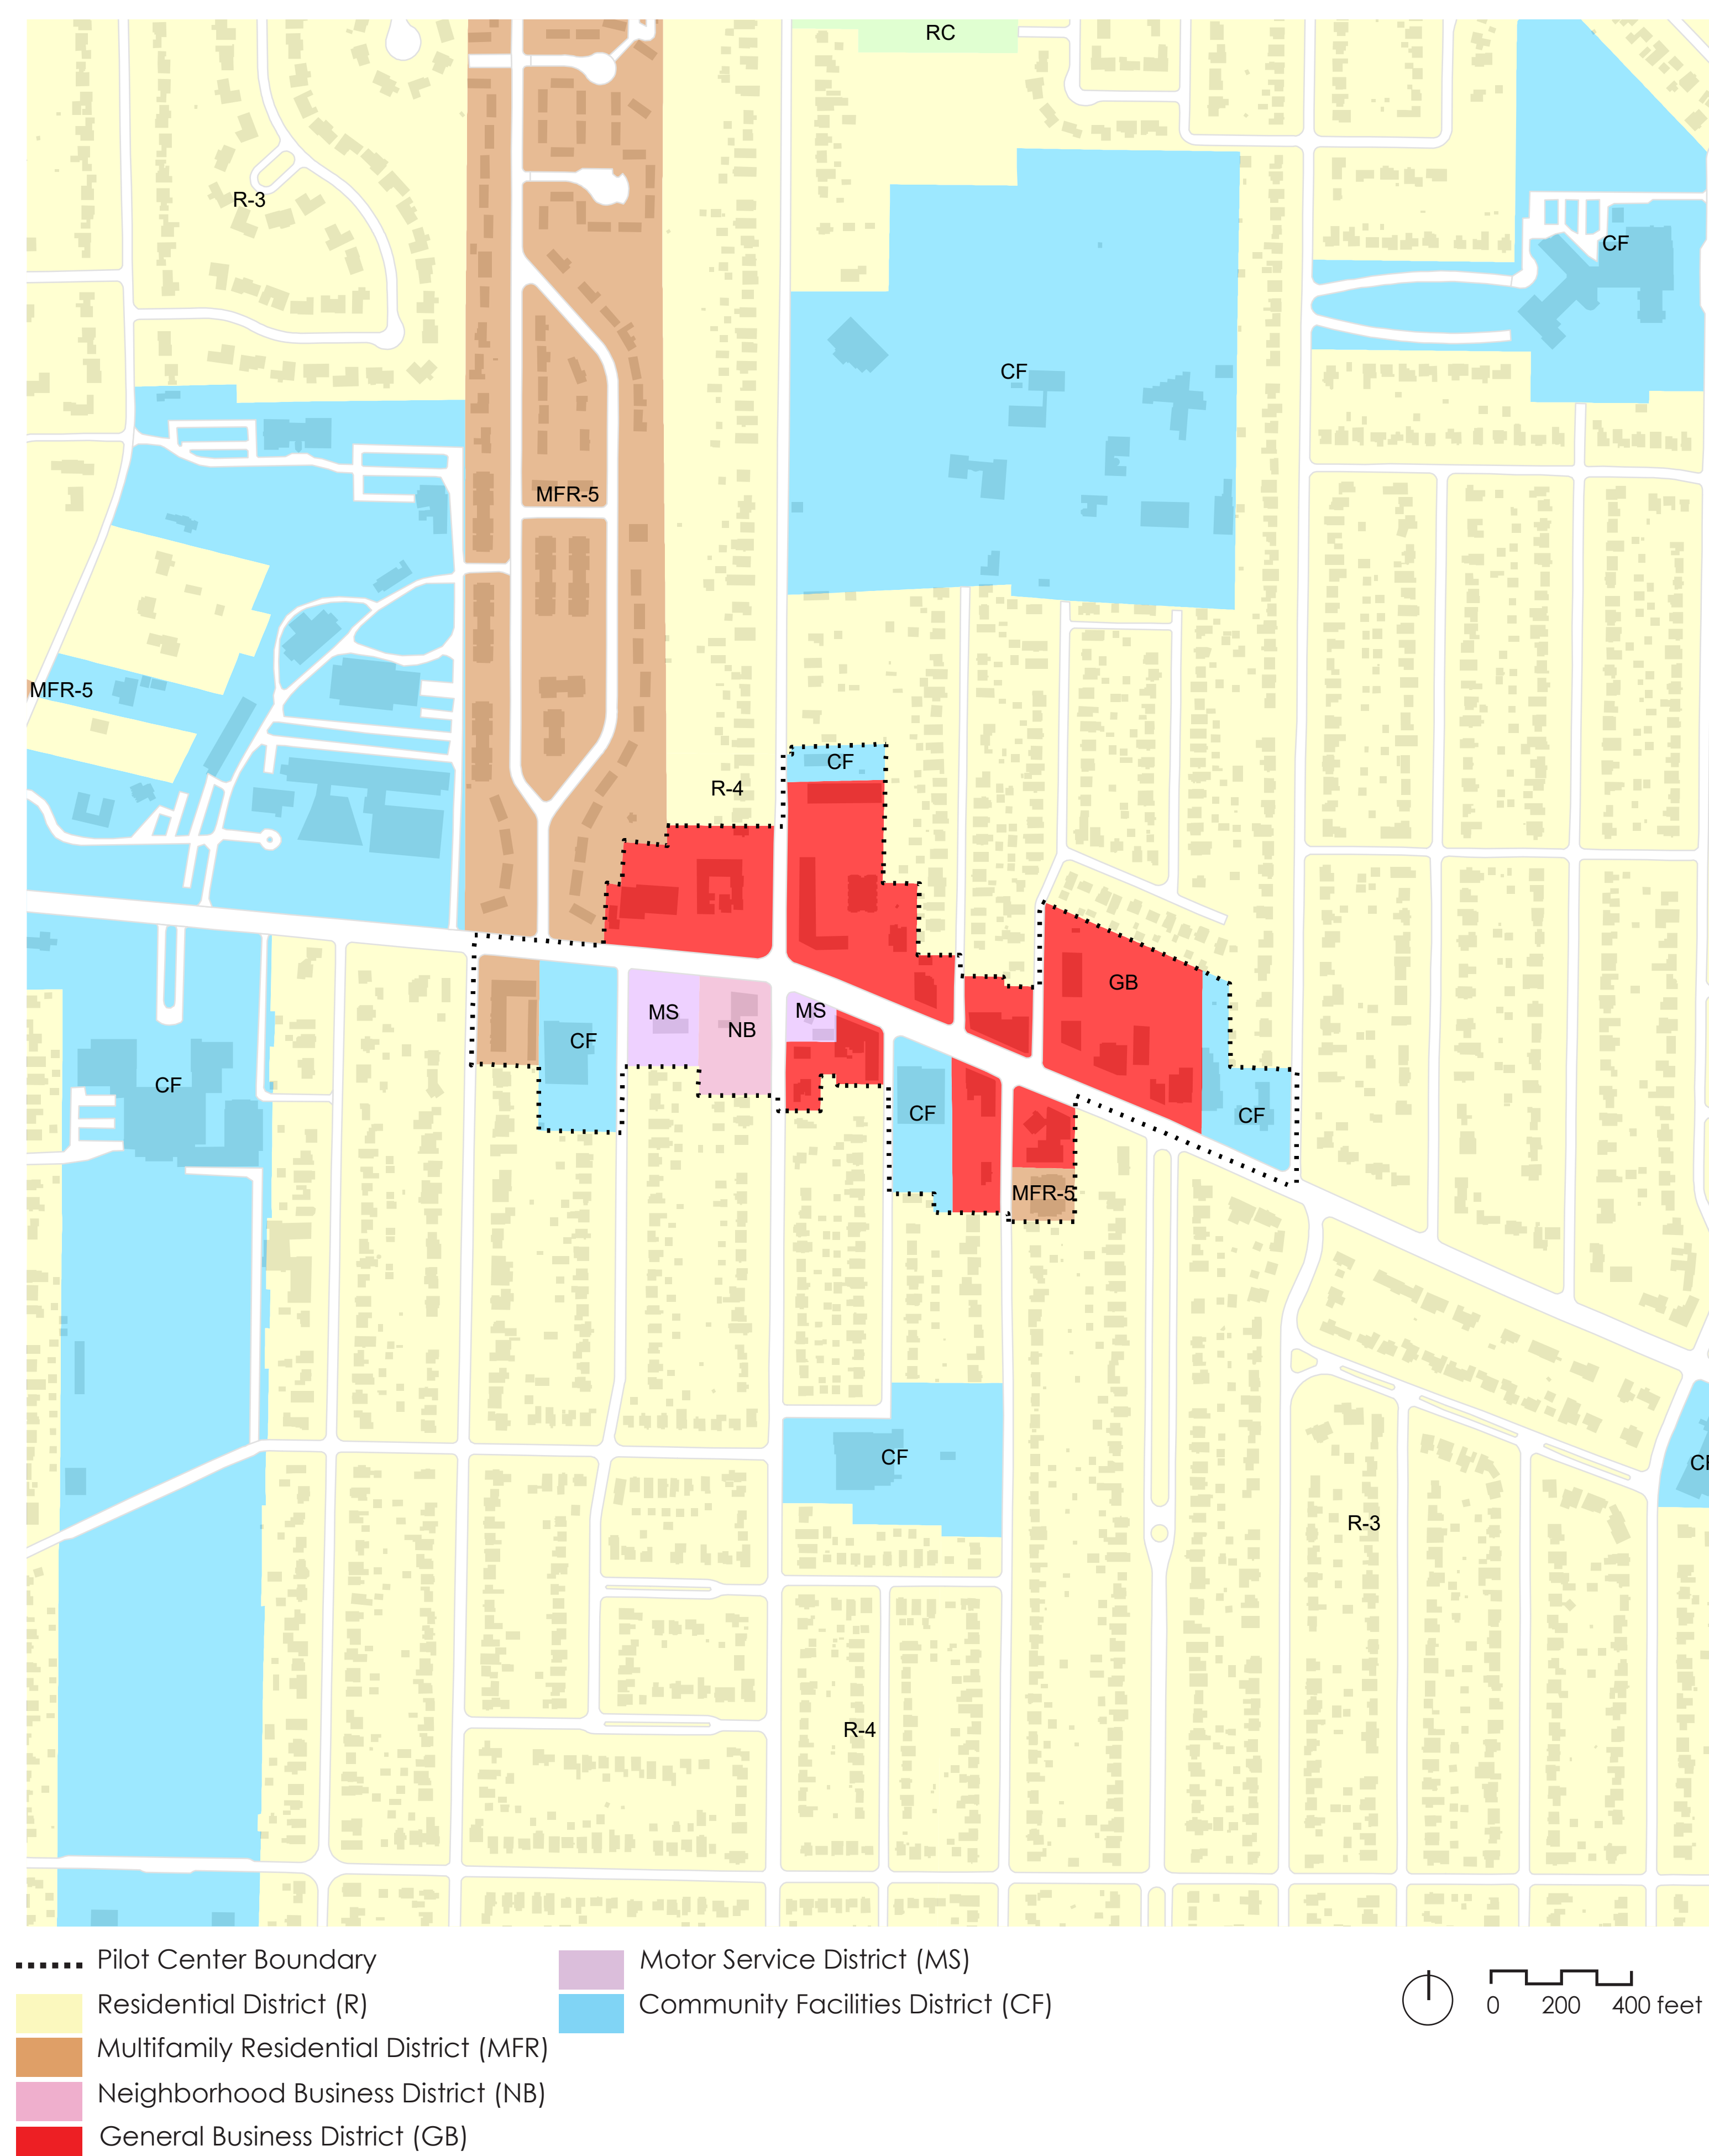 RC
R-3
CF
CF
MFR-5
MFR-5
CF
R-4
GB
MS
MS
NB
CF
CF
CF
CF
MFR-5
CF
CF
R-3
R-4
Pilot Center Boundary
Residential District (R)
Multifamily Residential District (MFR)
Neighborhood Business District (NB)
General Business District (GB)
Motor Service District (MS)
Community Facilities District (CF)
0 200 400 feet